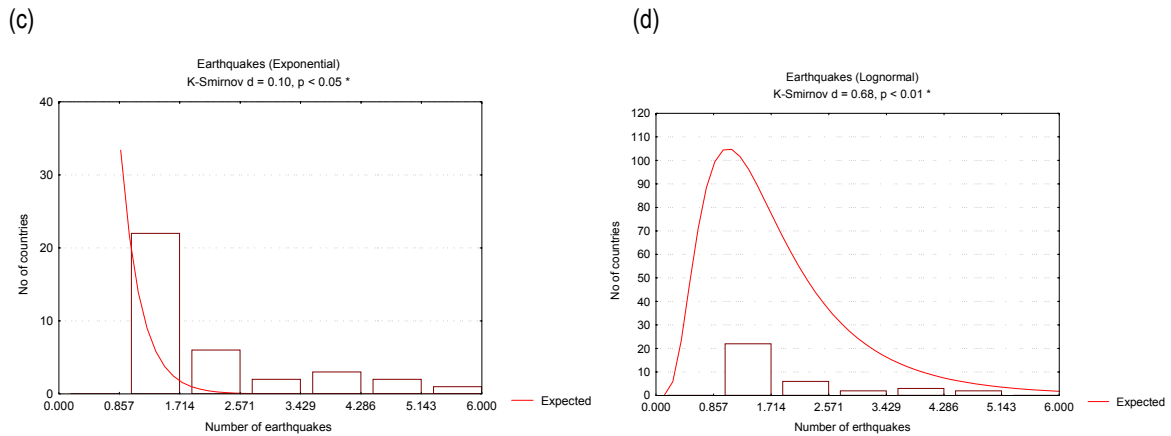 (c)
(d)
Earthquakes (Exponential)
K-Smirnov d = 0.10, p < 0.05 *
40
30
20
10
0
No of countries
0.000 0.857 1.714 2.571 3.429 4.286 5.143 6.000
Number of earthquakes
Expected
Earthquakes (Lognormal)
K-Smirnov d = 0.68, p < 0.01 *
120
110
100
90
80
70
60
50
40
30
20
10
0
No of countries
0.000 0.857 1.714 2.571 3.429 4.286 5.143 6.000
Number of erthquakes
Expected